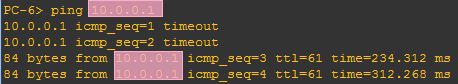 PC-6> ping 10.0.0.1
10.0.0.1 icmp_seq=1 timeout
10.0.0.1 icmp_seq=2 timeout
84 bytes from 10.0.0.1 icmp_seq=3 ttl=61 time=234.312 ms
84 bytes from 10.0.0.1 icmp_seq=4 ttl=61 time=312.268 ms